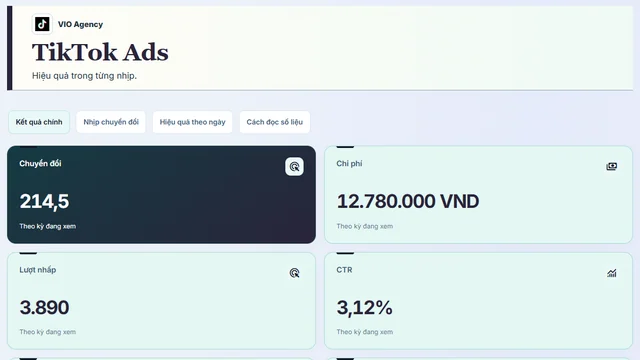 VIO Agency
TikTok Ads
Hiệu quả trong từng nhịp.
Kết quả chính
Nhịp chuyển đổi
Hiệu quả theo ngày
Cách đọc số liệu
Chuyển đổi
214,5
Theo kỳ đang xem
Chi phí
12.780.000 VND
Theo kỳ đang xem
Lượt nhấp
3.890
Theo kỳ đang xem
CTR
3,12%
Theo kỳ đang xem